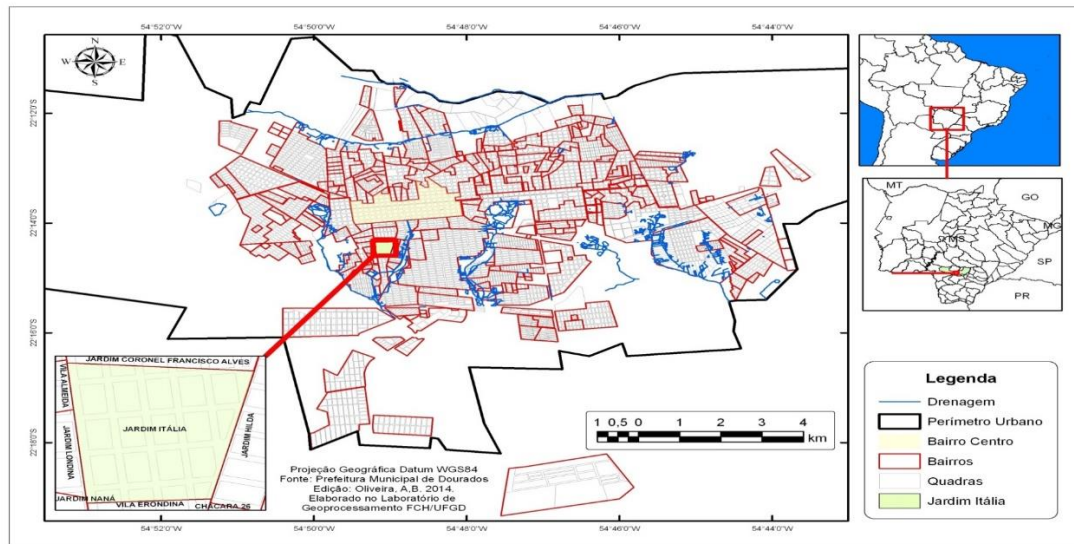 54°52'0"W 54°50'0"W 54°48'0"W 54°46'0"W 54°44'0"W
N
W E
S
22°12'0"S
22°14'0"S
22°16'0"S
22°18'0"S
MT
GO
MG
MS
SP
PR
JARDIM CORONEL FRANCISCO ALVES
VILA ALMEIDA
JARDIM ITÁLIA
JARDIM HILDA
JARDIM LONDRINA
JARDIM NANÁ
VILA ERONDINA
CHÁCARA 26
1 0,5 0 1 2 3 4
km
Projeção Geográfica Datum WGS84
Fonte: Prefeitura Municipal de Dourados
Edição: Oliveira, A,B. 2014.
Elaborado no Laboratório de
Geoprocessamento FCH/UFGD
Legenda
Drenagem
Perímetro Urbano
Bairro Centro
Bairros
Quadras
Jardim Itália
54°52'0"W 54°50'0"W 54°48'0"W 54°46'0"W 54°44'0"W